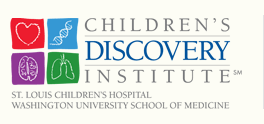 CHILDREN'S
DISCOVERY
INSTITUTE℠
ST. LOUIS CHILDREN'S HOSPITAL
WASHINGTON UNIVERSITY SCHOOL OF MEDICINE